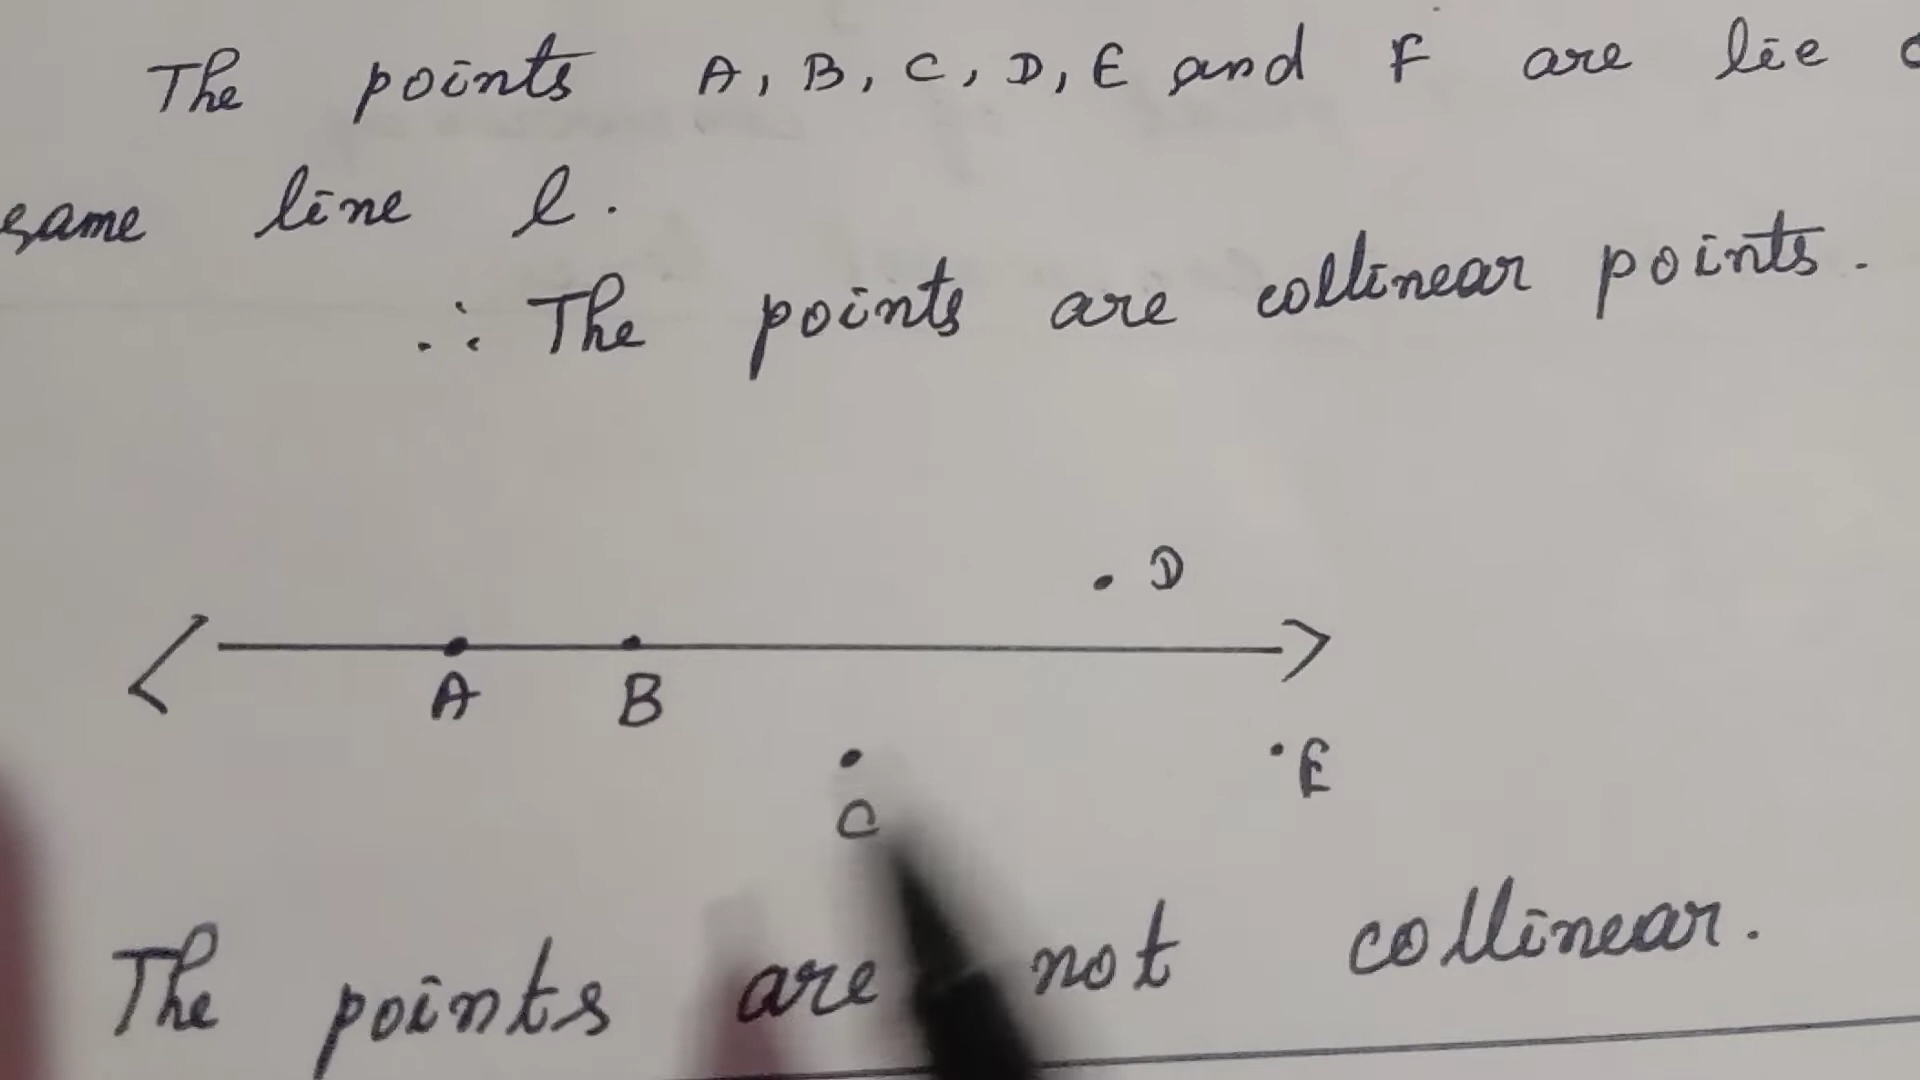 The points A, B, C, D, E and F are lie
same line l.
∴ The points are collinear points.
D
A B
E
C
The points are not collinear.